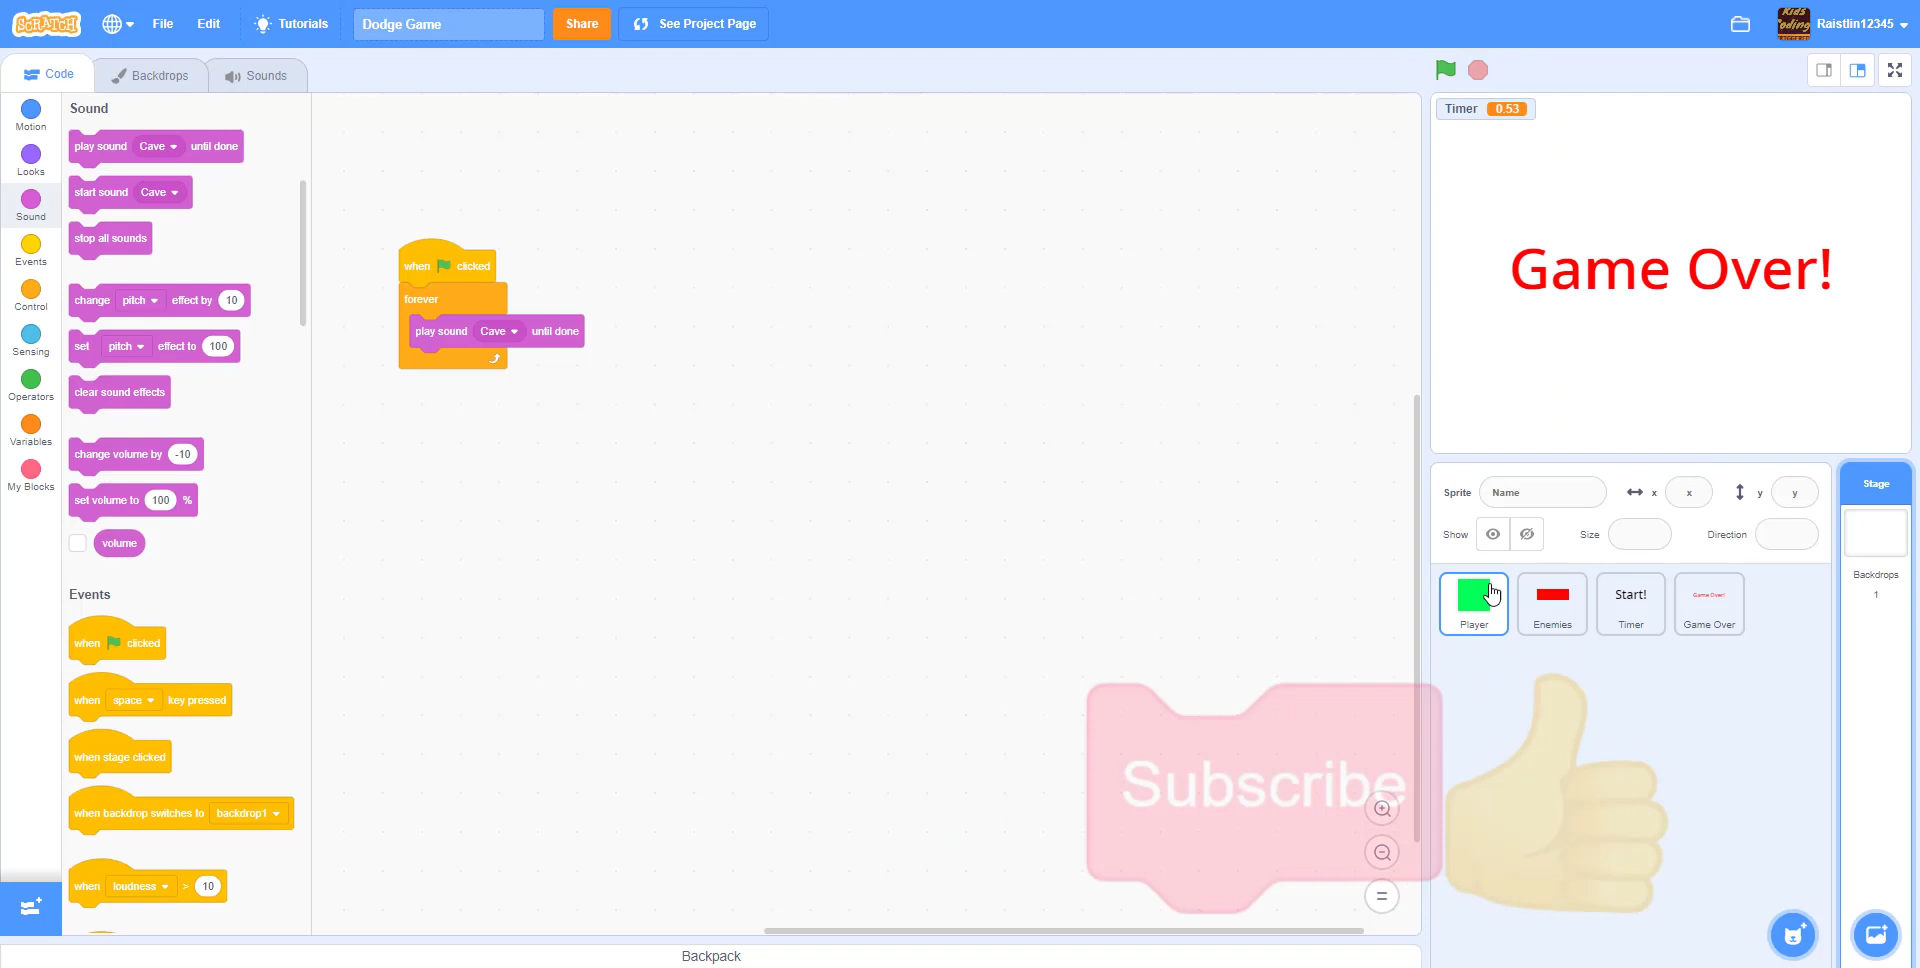 SCRATCH File Edit Tutorials Dodge Game Share See Project Page Raistlin12345
Code Backdrops Sounds
Motion
Looks
Sound
Events
Control
Sensing
Operators
Variables
My Blocks
Sound
play sound Cave until done
start sound Cave
stop all sounds
change pitch effect by 10
set pitch effect to 100
clear sound effects
change volume by -10
set volume to 100 %
volume
Events
when clicked
when space key pressed
when stage clicked
when backdrop switches to backdrop1
when loudness > 10
when clicked
forever
play sound Cave until done
Subscribe
Backpack
Timer 0.53
Game Over!
Sprite Name x x y y
Show Size Direction
Player
Enemies
Start!
Timer
Game Over!
Game Over
Stage
Backdrops
1